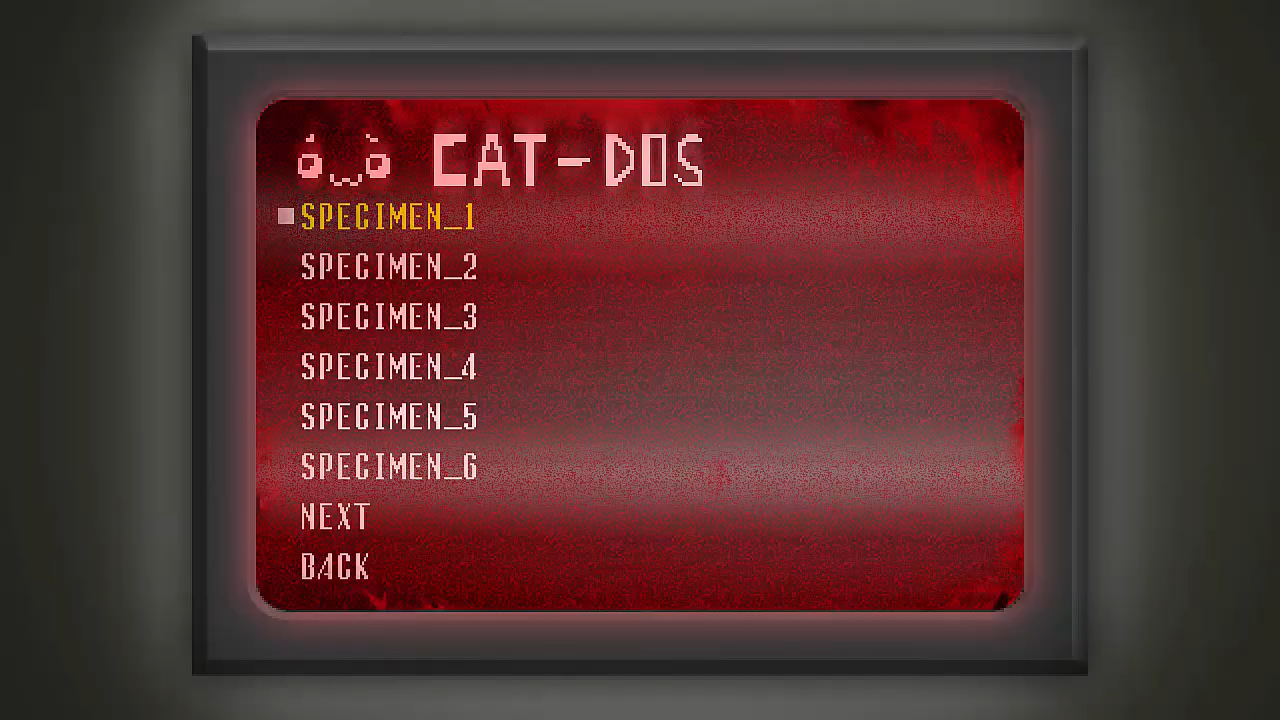 CAT-DOS
SPECIMEN_1
SPECIMEN_2
SPECIMEN_3
SPECIMEN_4
SPECIMEN_5
SPECIMEN_6
NEXT
BACK